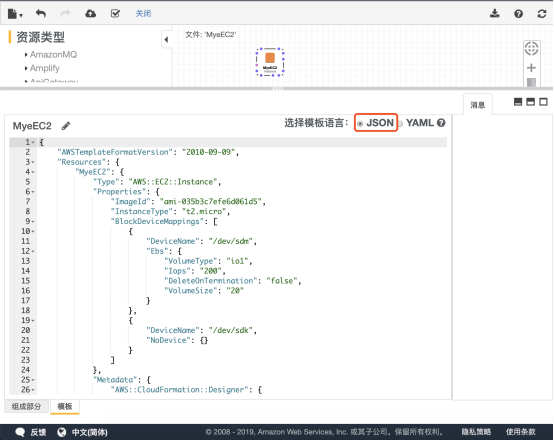 关闭
资源类型
AmazonMQ
Amplify
ApiGateway
文件: 'MyeEC2'
MyeEC2
消息
MyeEC2
选择模板语言:
JSON
YAML
1 {
2 "AWSTemplateFormatVersion": "2010-09-09",
3 "Resources": {
4 "MyeEC2": {
5 "Type": "AWS::EC2::Instance",
6 "Properties": {
7 "ImageId": "ami-035b3c7efe6d061d5",
8 "InstanceType": "t2.micro",
9 "BlockDeviceMappings": [
10 {
11 "DeviceName": "/dev/sdm",
12 "Ebs": {
13 "VolumeType": "io1",
14 "Iops": "200",
15 "DeleteOnTermination": "false",
16 "VolumeSize": "20"
17 }
18 },
19 {
20 "DeviceName": "/dev/sdk",
21 "NoDevice": {}
22 }
23 ]
24 },
25 "Metadata": {
26 "AWS::CloudFormation::Designer": {
组成部分
模板
反馈
中文(简体)
© 2008 - 2019, Amazon Web Services, Inc. 或其子公司。保留所有权利。
隐私策略
使用条款